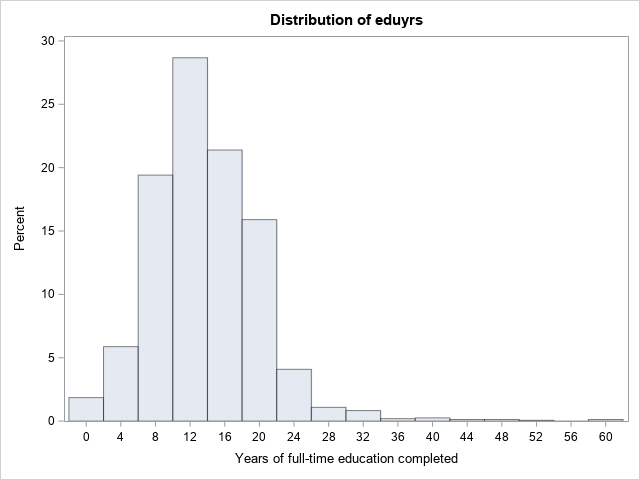 Distribution of eduyrs
30
25
20
15
10
5
0
Percent
0 4 8 12 16 20 24 28 32 36 40 44 48 52 56 60
Years of full-time education completed